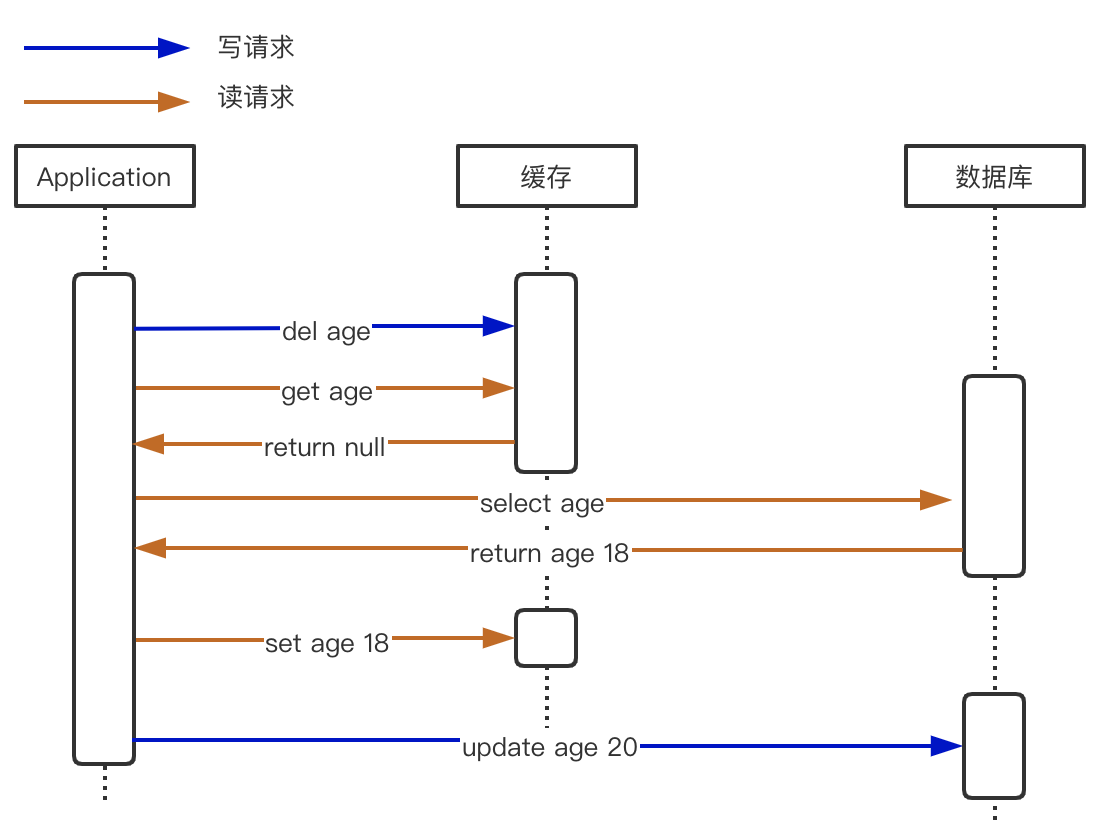 写请求
读请求
Application
缓存
数据库
del age
get age
return null
select age
return age 18
set age 18
update age 20